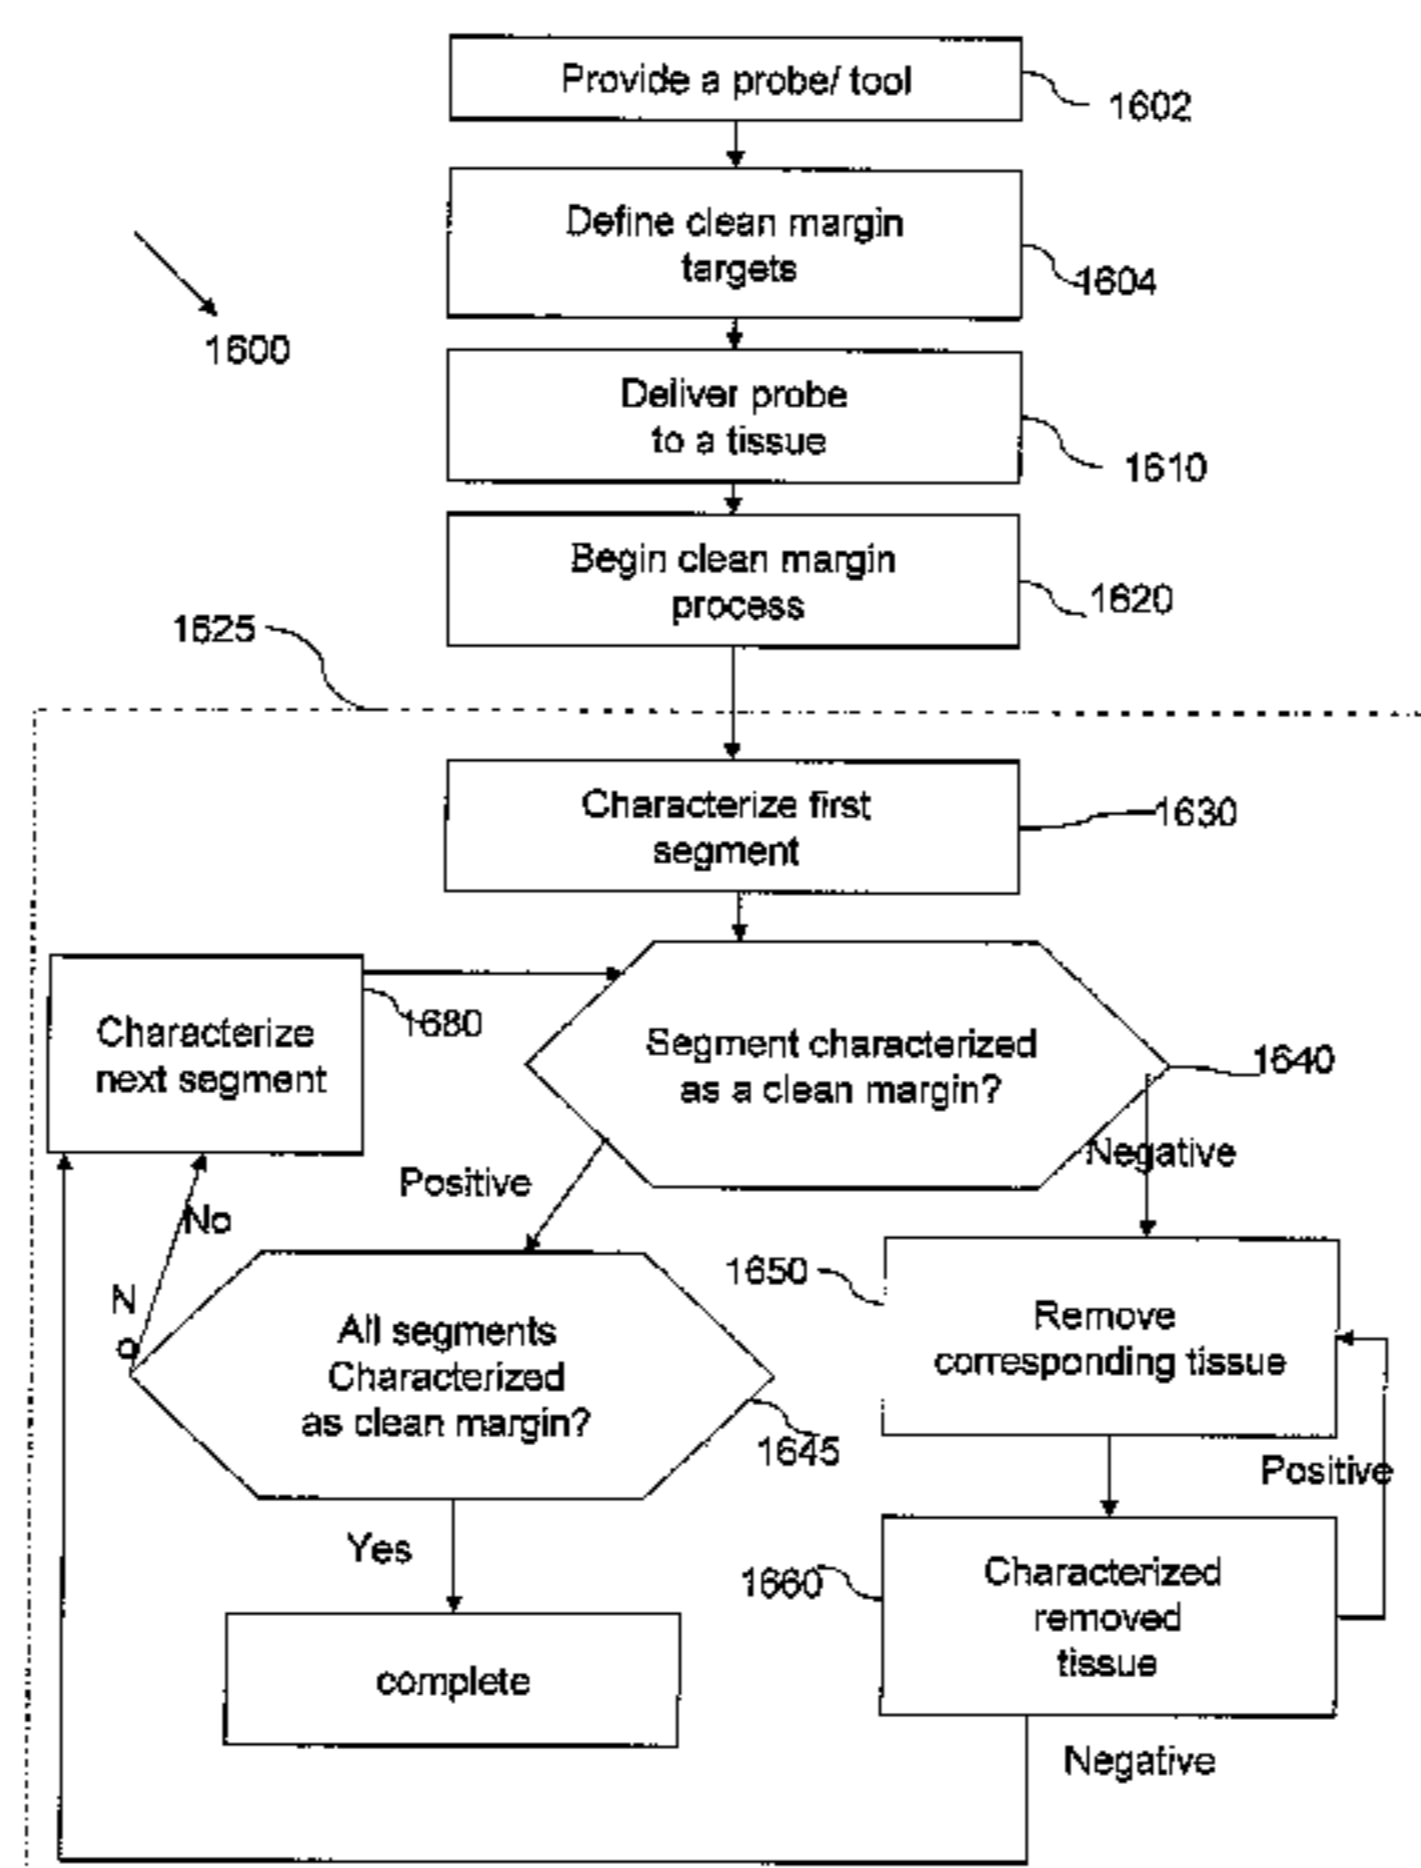 Provide a probe/ tool
1602
Define clean margin
targets
1604
1600
Deliver probe
to a tissue
1610
Begin clean margin
process
1620
1625
Characterize first
segment
1630
Characterize
next segment
1680
Segment characterized
as a clean margin?
1640
Positive
Negative
No
N
o
All segments
Characterized
as clean margin?
1645
1650
Remove
corresponding tissue
Positive
Yes
1660
Characterized
removed
tissue
complete
Negative